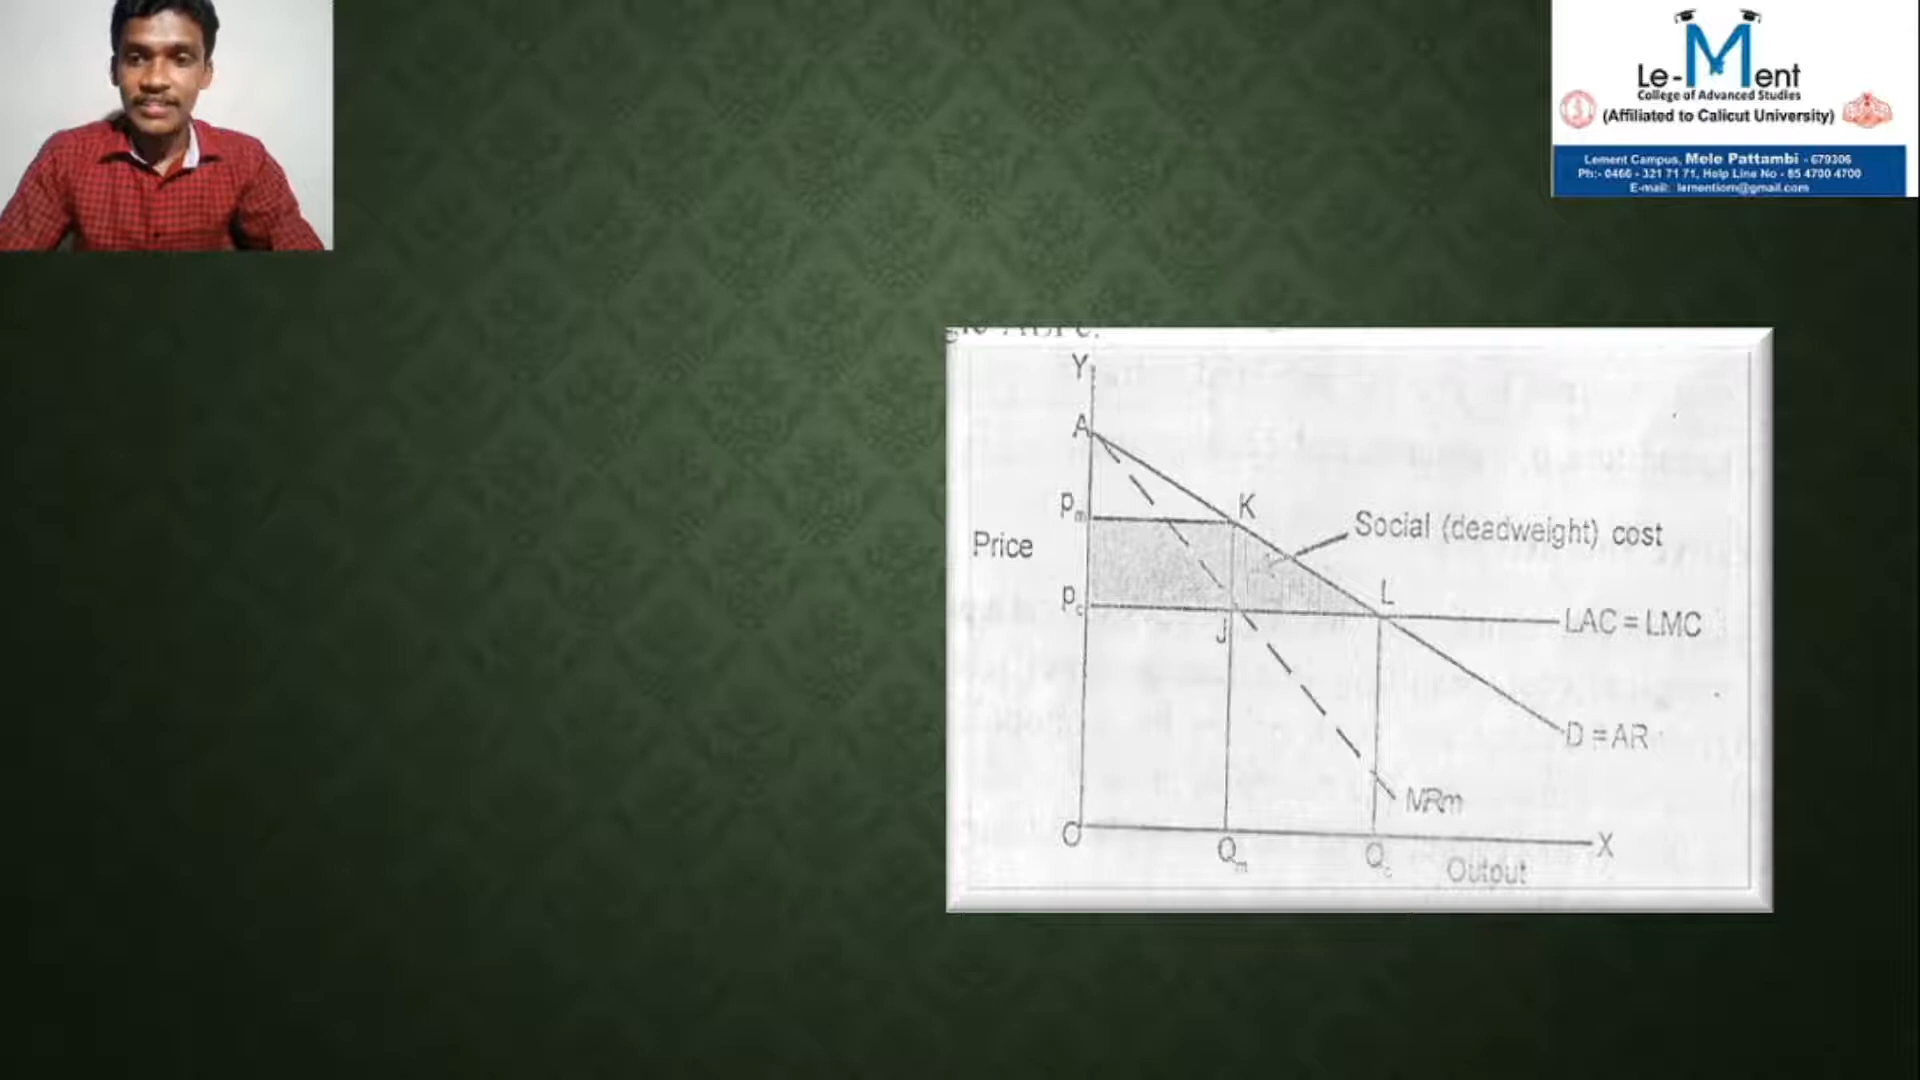 Le-Ment
College of Advanced Studies
(Affiliated to Calicut University)
Lement Campus, Mele Pattambi - 679306
Ph:- 0466 - 321 71 71, Help Line No - 85 4700 4700
E-mail: lementiom@gmail.com
Y
A
Pm
K
Social (deadweight) cost
Price
Pc
L
LAC = LMC
J
D = AR
MRm
O
Qm
Qc
X
Output